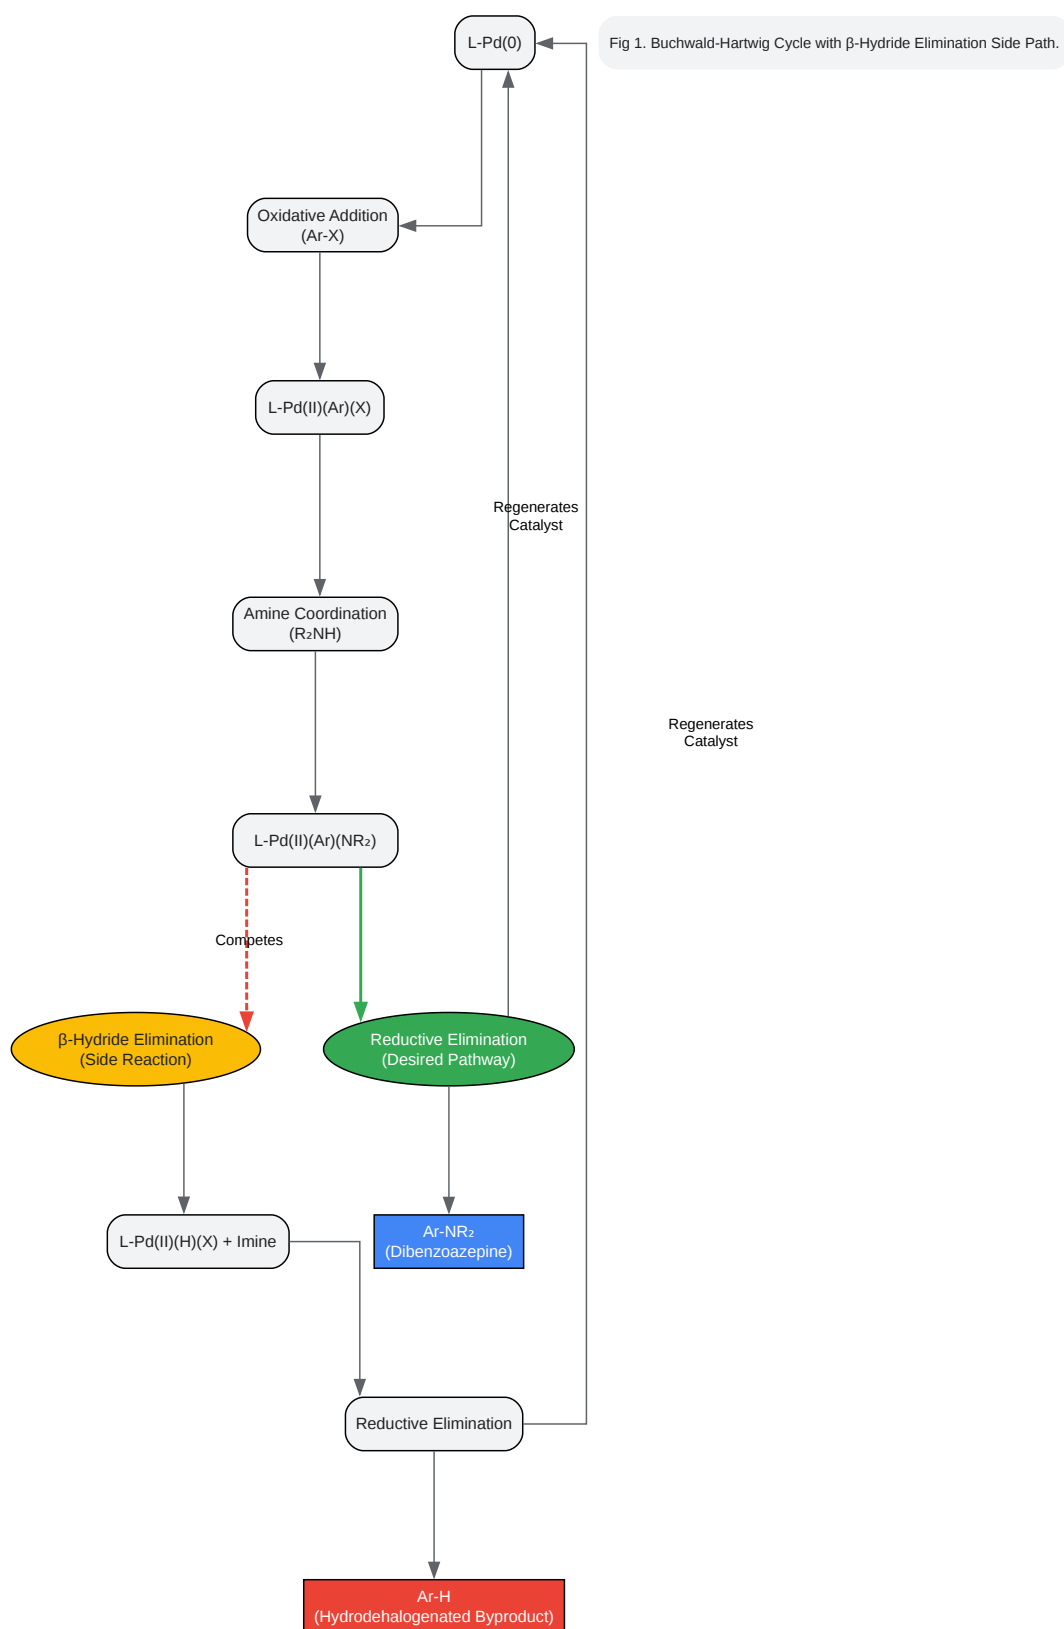 L-Pd(0)
Fig 1. Buchwald-Hartwig Cycle with β-Hydride Elimination Side Path.
Oxidative Addition
(Ar-X)
L-Pd(II)(Ar)(X)
Regenerates
Catalyst
Amine Coordination
(R₂NH)
Regenerates
Catalyst
L-Pd(II)(Ar)(NR₂)
Competes
β-Hydride Elimination
(Side Reaction)
Reductive Elimination
(Desired Pathway)
L-Pd(II)(H)(X) + Imine
Ar-NR₂
(Dibenzoazepine)
Reductive Elimination
Ar-H
(Hydrodehalogenated Byproduct)